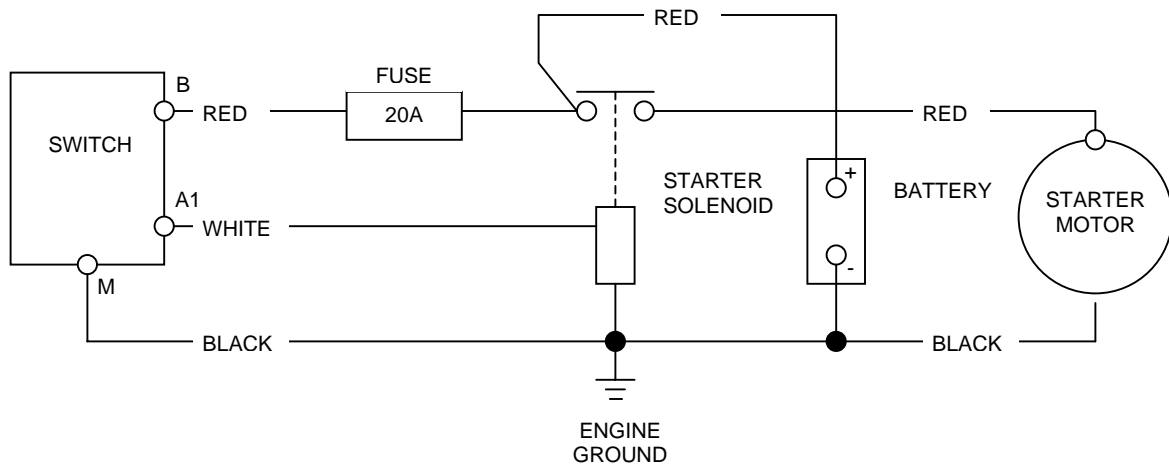 RED
B
FUSE
RED
20A
RED
SWITCH
A1
STARTER
SOLENOID
+
BATTERY
STARTER
MOTOR
WHITE
-
M
BLACK
BLACK
ENGINE
GROUND